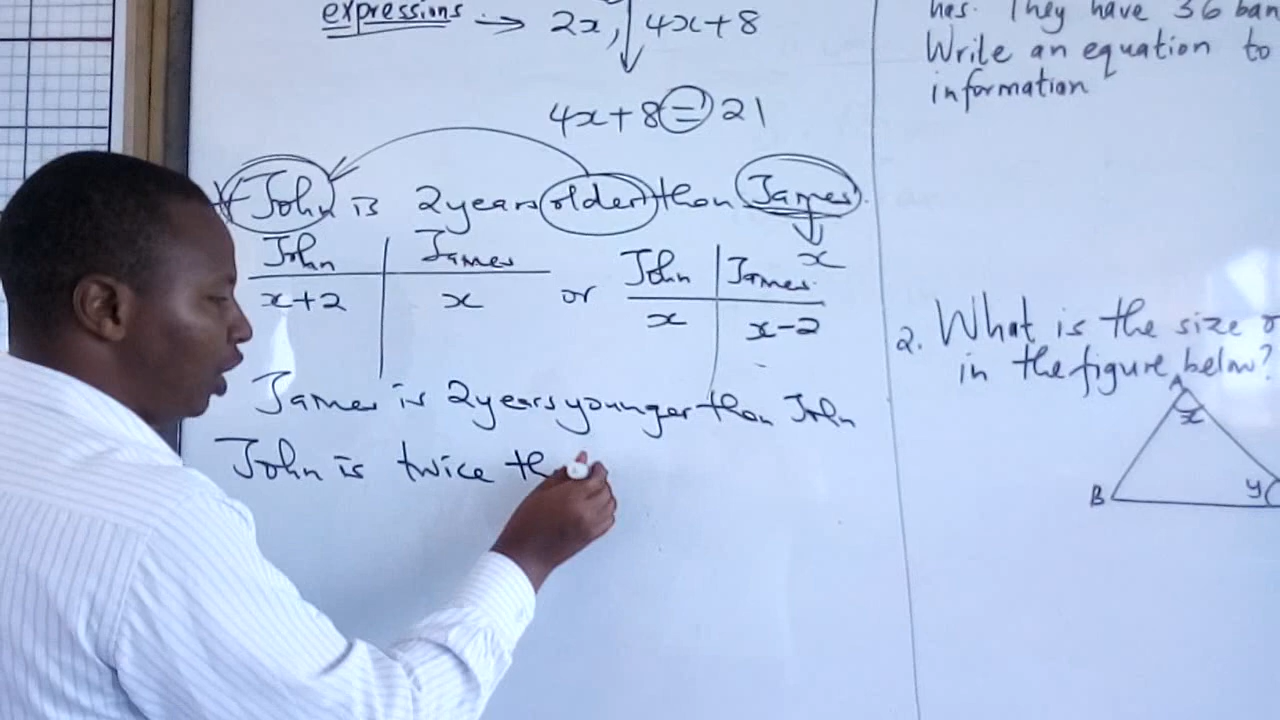 expressions → 2x, 4x+8
4x+8 = 21
John is 2 years older than James.
x
John James
x+2 x
or
John James.
x x-2
James is 2 years younger than John
John is twice th
has. They have 36 ban
Write an equation to
information
2. What is the size o
in the figure below?
A
x
B y